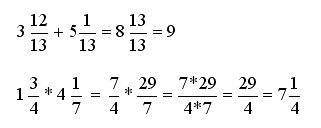 3 12/13 + 5 1/13 = 8 13/13 = 9
1 3/4 * 4 1/7 = 7/4 * 29/7 = 7*29/4*7 = 29/4 = 7 1/4